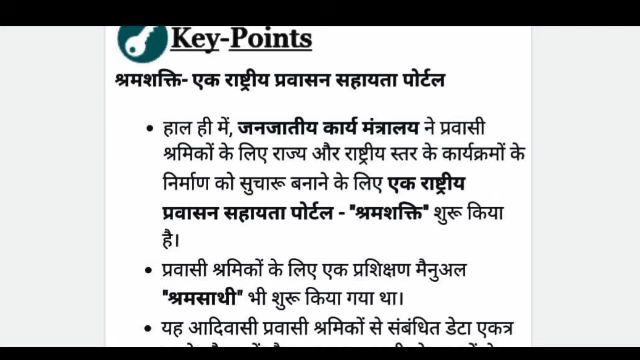 Key-Points
श्रमशक्ति- एक राष्ट्रीय प्रवासन सहायता पोर्टल
• हाल ही में, जनजातीय कार्य मंत्रालय ने प्रवासी
श्रमिकों के लिए राज्य और राष्ट्रीय स्तर के कार्यक्रमों के
निर्माण को सुचारू बनाने के लिए एक राष्ट्रीय
प्रवासन सहायता पोर्टल - "श्रमशक्ति" शुरू किया
है।
• प्रवासी श्रमिकों के लिए एक प्रशिक्षण मैनुअल
"श्रमसाथी" भी शुरू किया गया था।
• यह आदिवासी प्रवासी श्रमिकों से संबंधित डेटा एकत्र